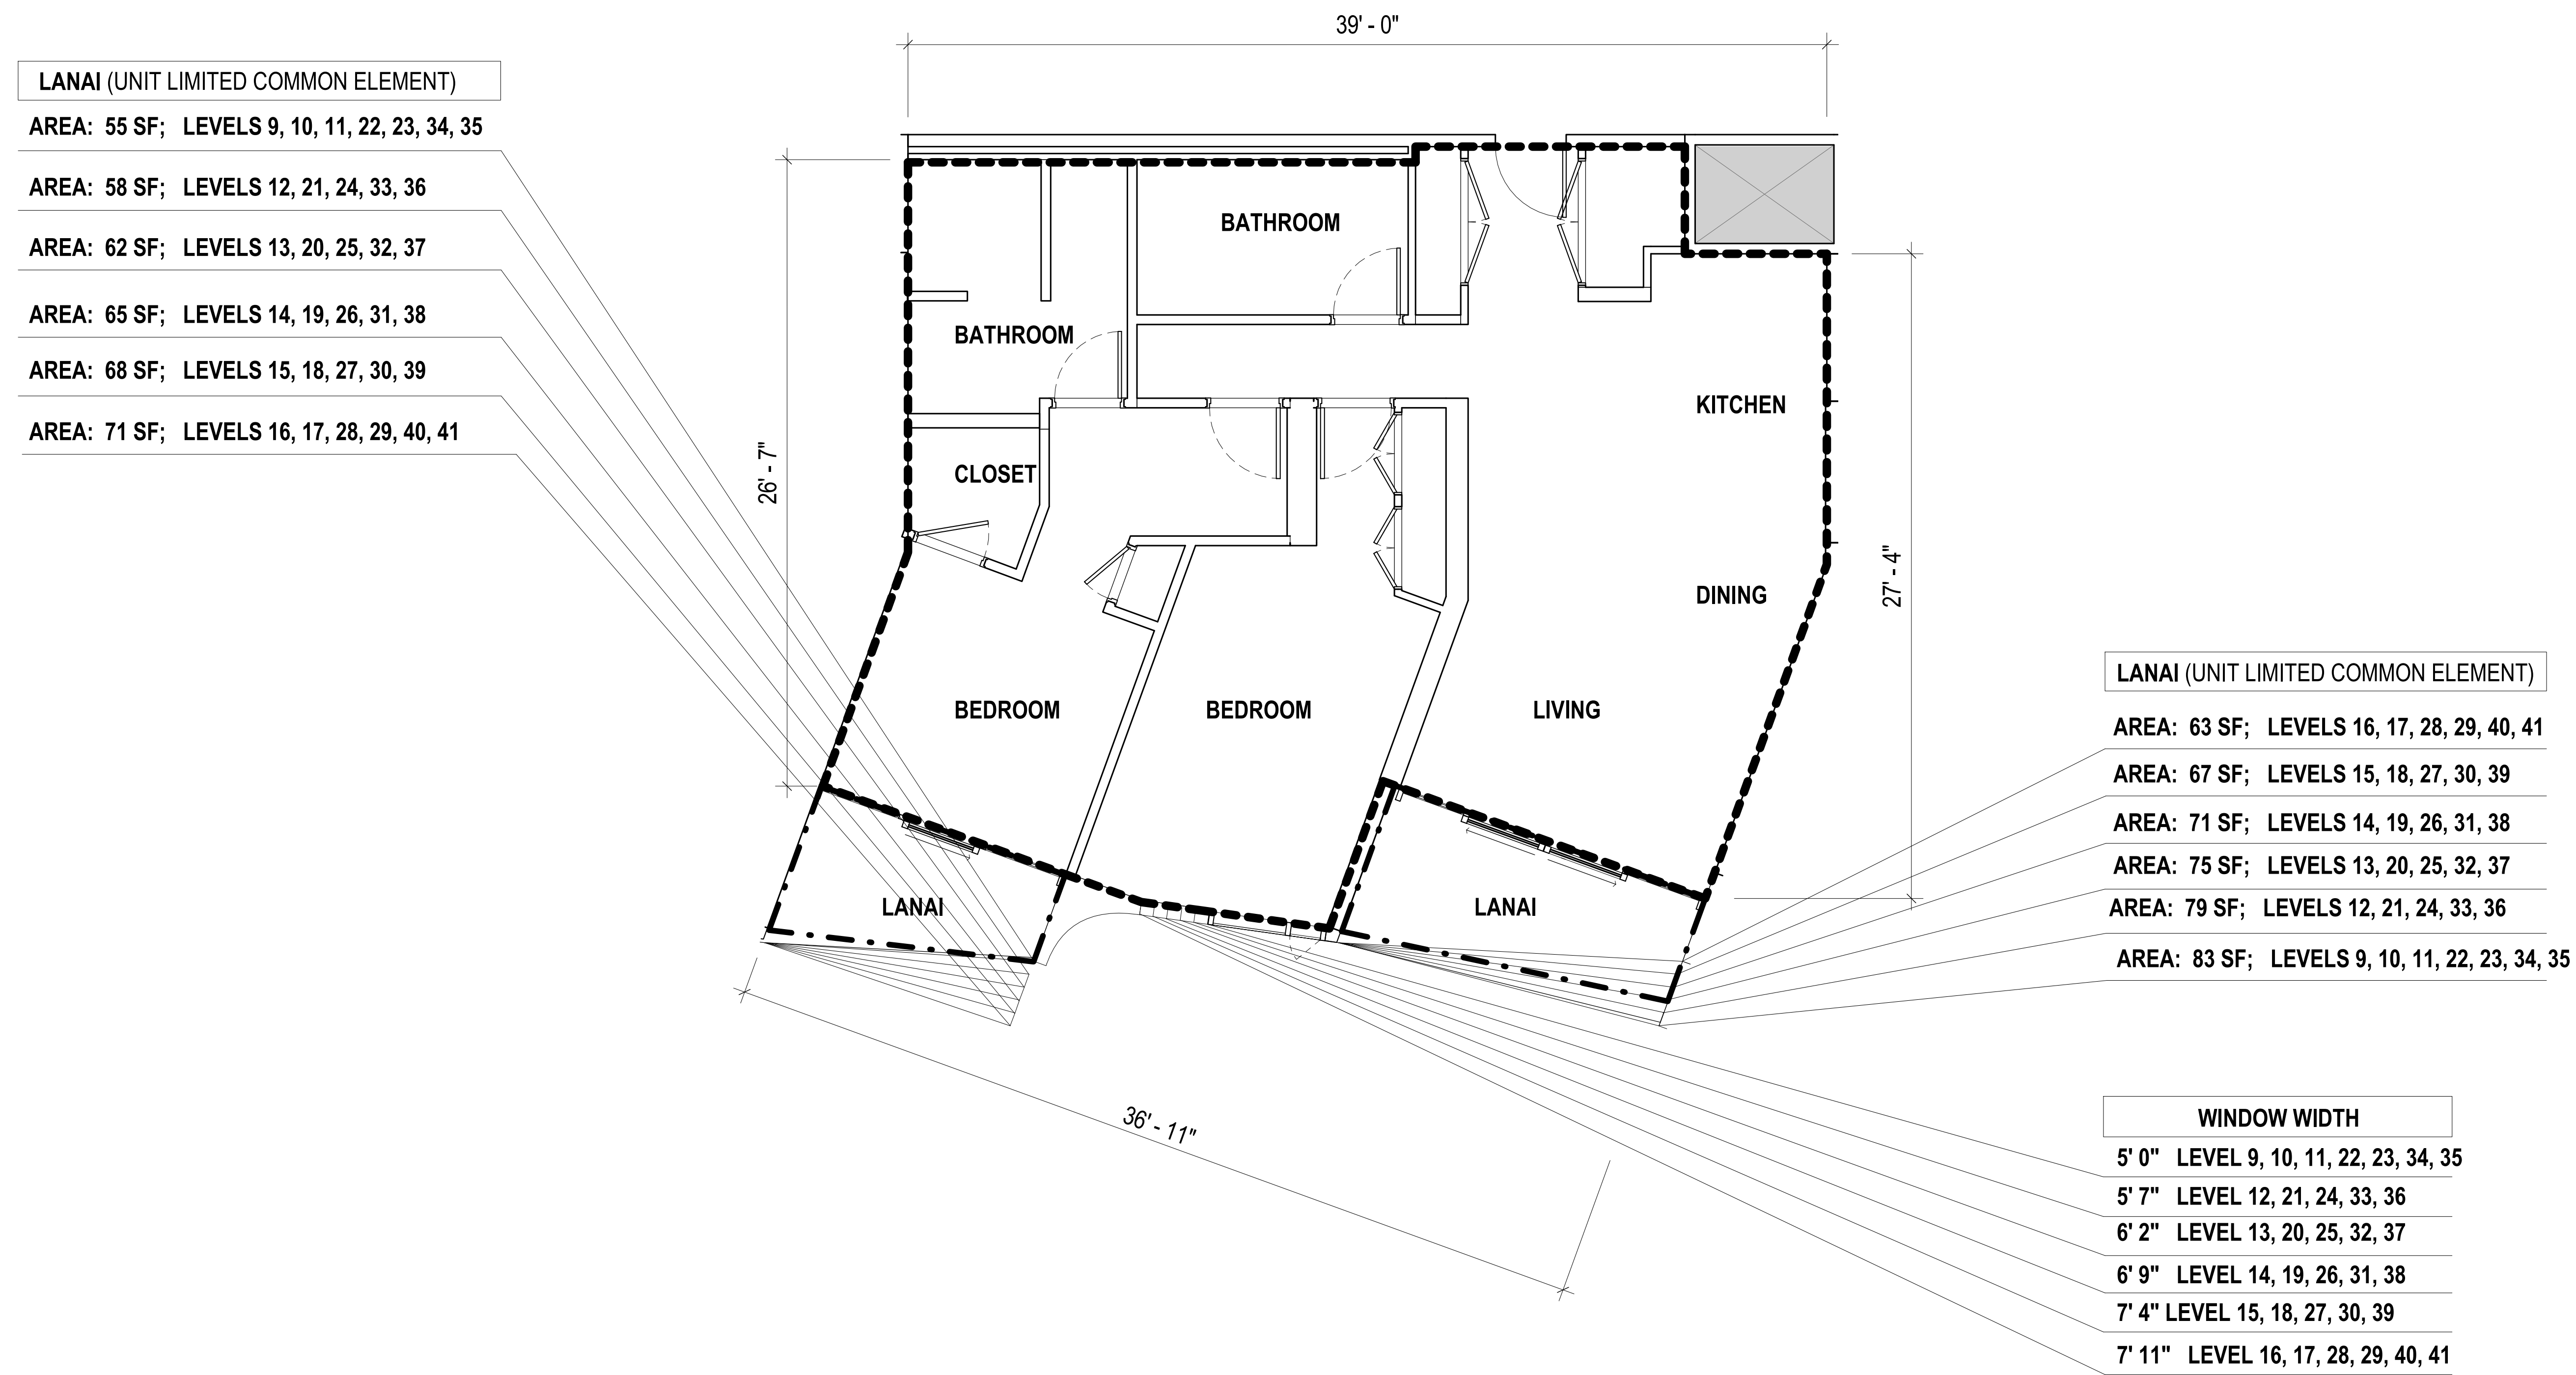 39' - 0"
LANAI (UNIT LIMITED COMMON ELEMENT)
AREA: 55 SF; LEVELS 9, 10, 11, 22, 23, 34, 35
AREA: 58 SF; LEVELS 12, 21, 24, 33, 36
AREA: 62 SF; LEVELS 13, 20, 25, 32, 37
AREA: 65 SF; LEVELS 14, 19, 26, 31, 38
AREA: 68 SF; LEVELS 15, 18, 27, 30, 39
AREA: 71 SF; LEVELS 16, 17, 28, 29, 40, 41
26' - 7"
BATHROOM
BATHROOM
KITCHEN
CLOSET
DINING
27' - 4"
BEDROOM
BEDROOM
LIVING
LANAI
LANAI
36' - 11"
LANAI (UNIT LIMITED COMMON ELEMENT)
AREA: 63 SF; LEVELS 16, 17, 28, 29, 40, 41
AREA: 67 SF; LEVELS 15, 18, 27, 30, 39
AREA: 71 SF; LEVELS 14, 19, 26, 31, 38
AREA: 75 SF; LEVELS 13, 20, 25, 32, 37
AREA: 79 SF; LEVELS 12, 21, 24, 33, 36
AREA: 83 SF; LEVELS 9, 10, 11, 22, 23, 34, 35
WINDOW WIDTH
5' 0" LEVEL 9, 10, 11, 22, 23, 34, 35
5' 7" LEVEL 12, 21, 24, 33, 36
6' 2" LEVEL 13, 20, 25, 32, 37
6' 9" LEVEL 14, 19, 26, 31, 38
7' 4" LEVEL 15, 18, 27, 30, 39
7' 11" LEVEL 16, 17, 28, 29, 40, 41